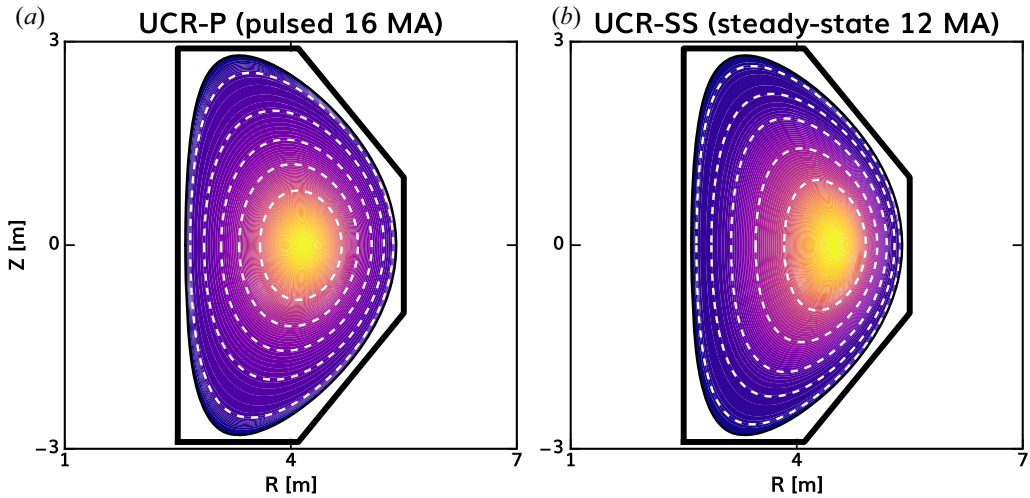 (a) UCR-P (pulsed 16 MA)
3
0
−3
Z [m]
1 4 7
R [m]
(b) UCR-SS (steady-state 12 MA)
3
0
−3
1 4 7
R [m]